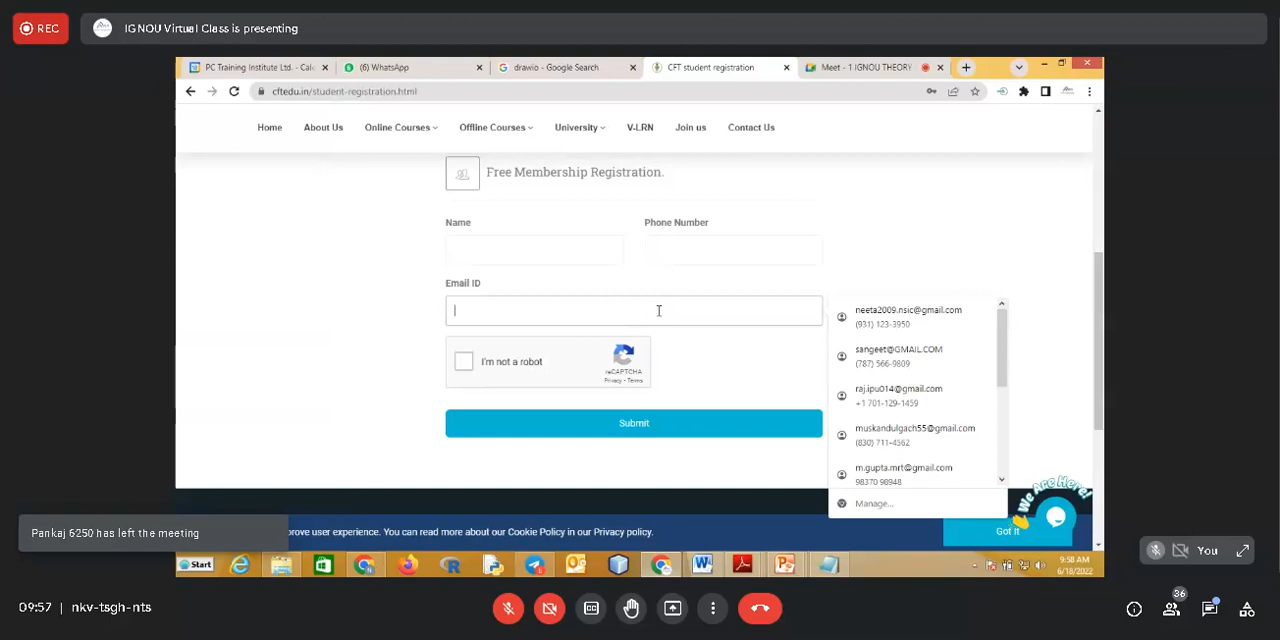 REC
IGNOU Virtual Class is presenting
PC Training Institute Ltd. - Calc
(6) WhatsApp
drawio - Google Search
CFT student registration
Meet - 1 IGNOU THEORY
cftedu.in/student-registration.html
Home
About Us
Online Courses
Offline Courses
University
V-LRN
Join us
Contact Us
Free Membership Registration.
Name
Phone Number
Email ID
neeta2009.nsic@gmail.com
(931) 123-3950
sangeet@GMAIL.COM
(787) 566-9809
I'm not a robot
reCAPTCHA
Privacy - Terms
raj.ipu014@gmail.com
+1 701-129-1459
Submit
muskandulgach55@gmail.com
(830) 711-4562
m.gupta.mrt@gmail.com
98370 98948
Manage...
We Are Here!
Pankaj 6250 has left the meeting
prove user experience. You can read more about our Cookie Policy in our Privacy policy.
Got It
You
Start
9:58 AM
6/18/2022
09:57 | nkv-tsgh-nts
36